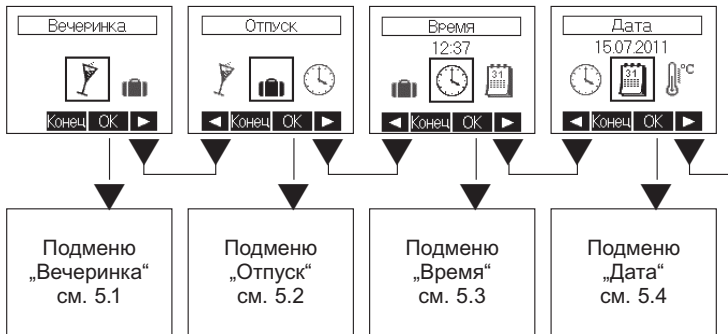 Вечеринка
Конец OK
Отпуск
Конец OK
Время
12:37
31
Конец OK
Дата
15.07.2011
31
°C
Конец OK
Подменю
„Вечеринка“
см. 5.1
Подменю
„Отпуск“
см. 5.2
Подменю
„Время“
см. 5.3
Подменю
„Дата“
см. 5.4